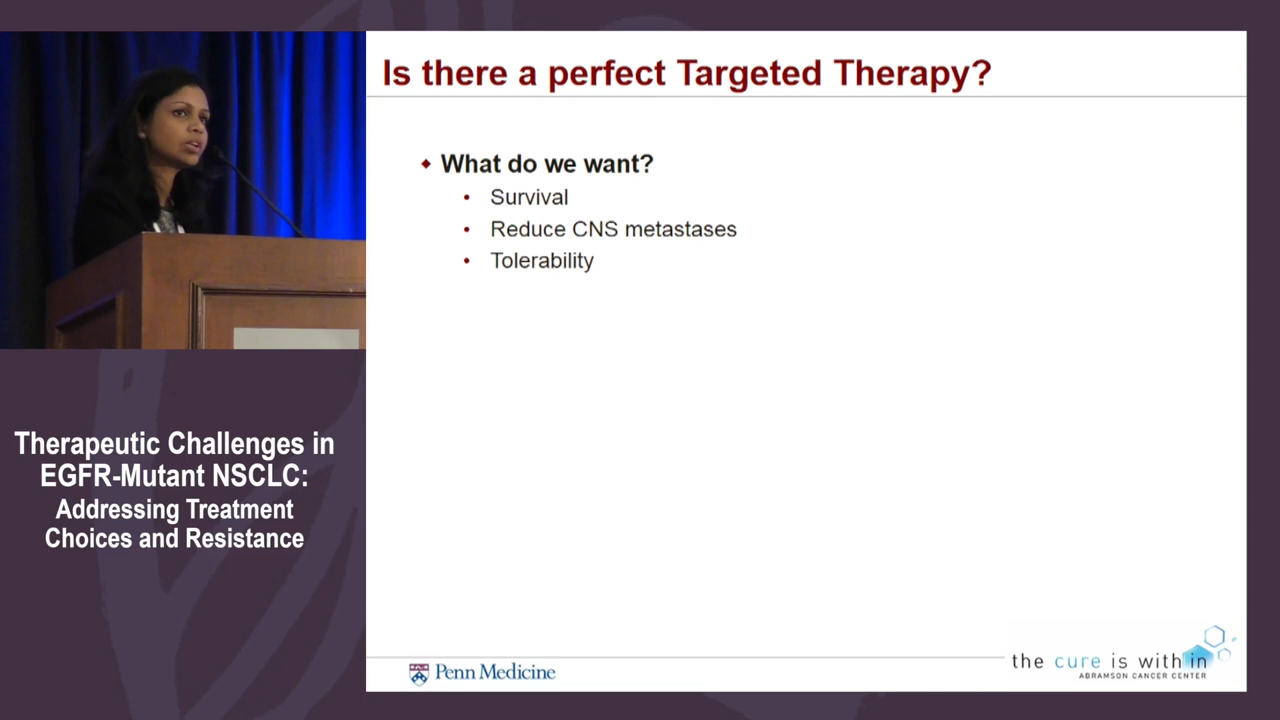 Is there a perfect Targeted Therapy?
What do we want?
Survival
Reduce CNS metastases
Tolerability
Therapeutic Challenges in
EGFR-Mutant NSCLC:
Addressing Treatment
Choices and Resistance
Penn Medicine
the cure is within
ABRAMSON CANCER CENTER